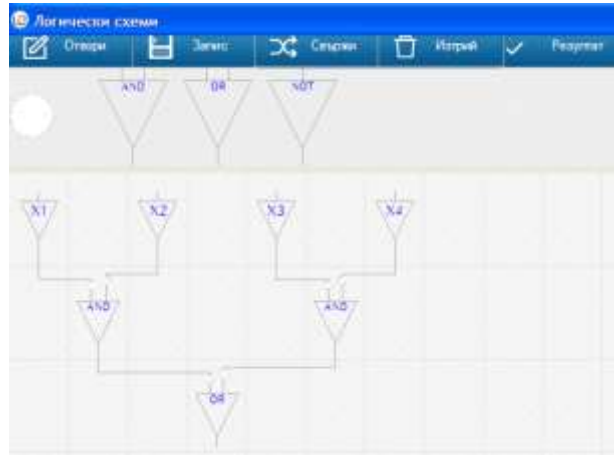 Логически схеми
Отвори Запис Свържи Изтрий Резултат
AND OR NOT
X1 X2 X3 X4
AND AND
OR